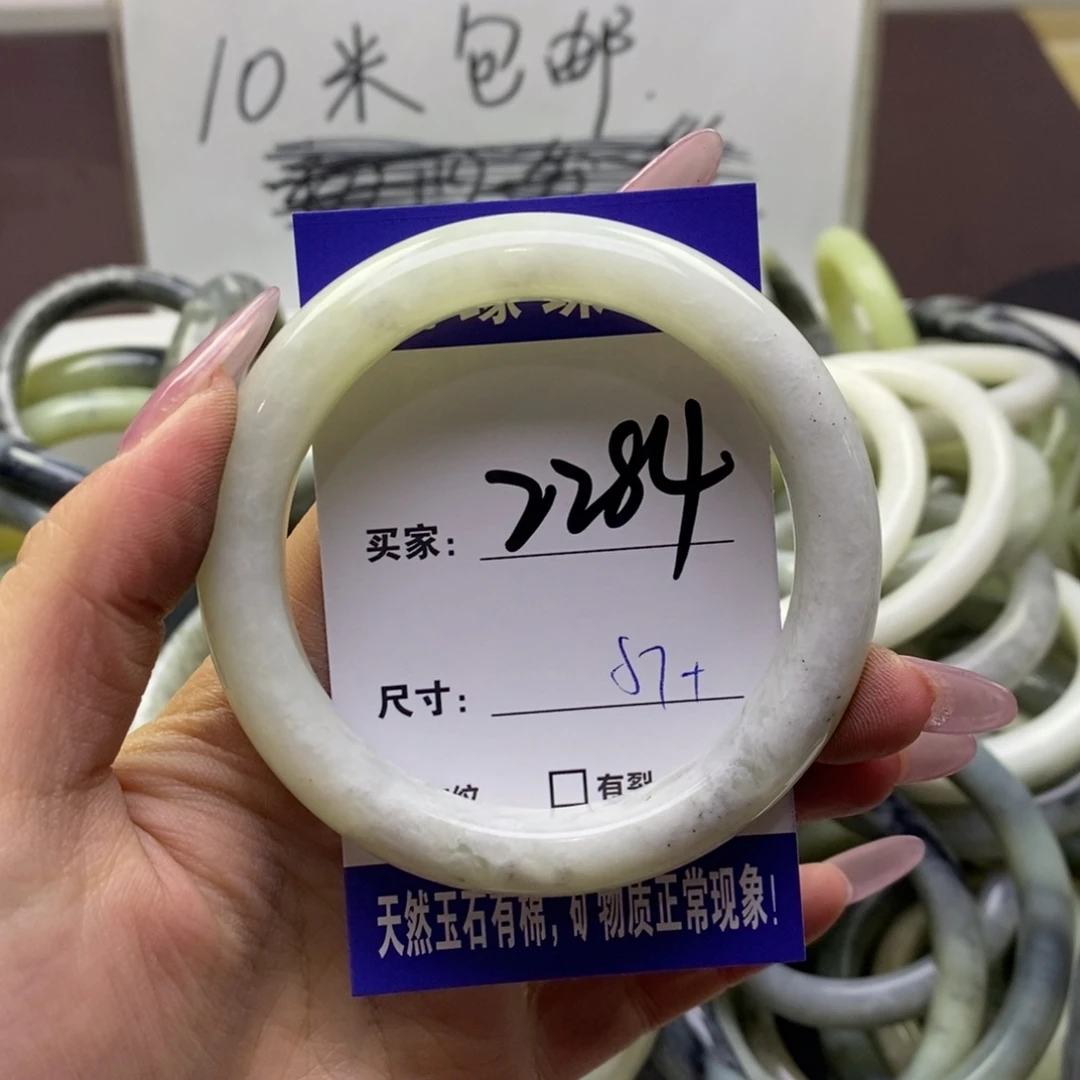 10米包邮
买家: 2284
尺寸: 57+
纹 □有裂
天然玉石有棉,矿物质正常现象!